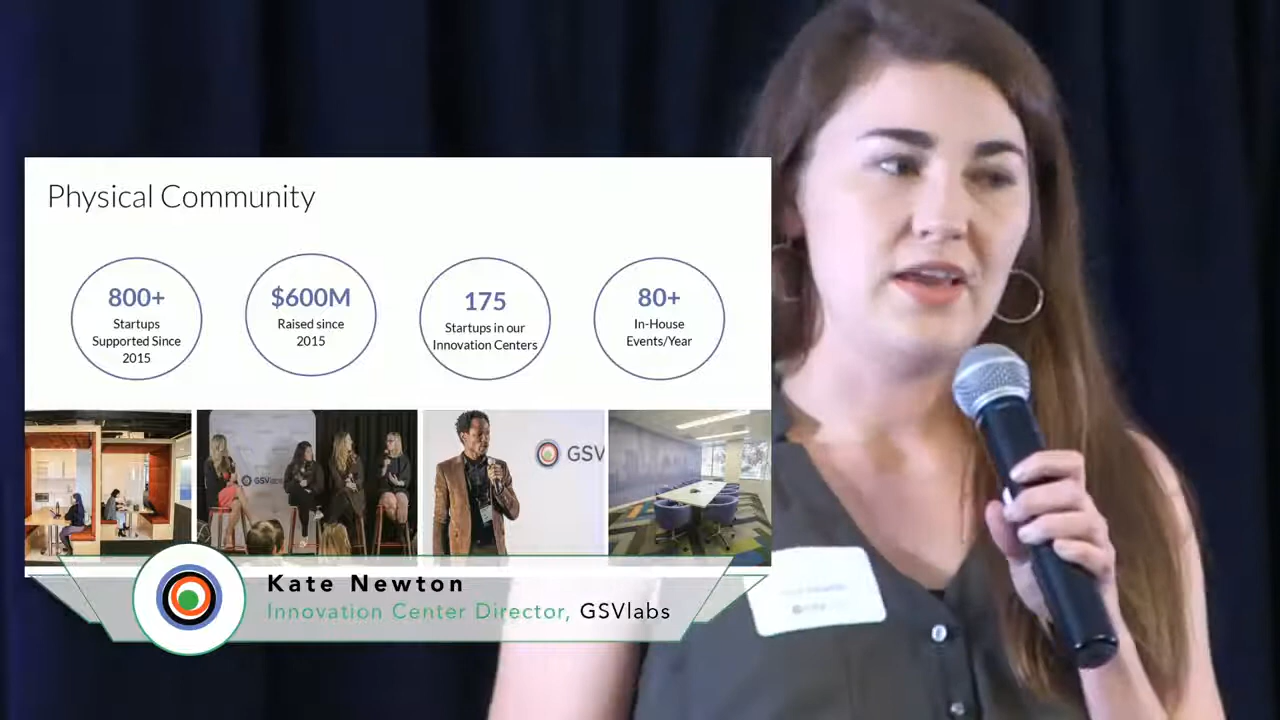 Physical Community
800+
Startups
Supported Since
2015
$600M
Raised since
2015
175
Startups in our
Innovation Centers
80+
In-House
Events/Year
GSVlabs
GSV
Kate Newton
Innovation Center Director, GSVlabs